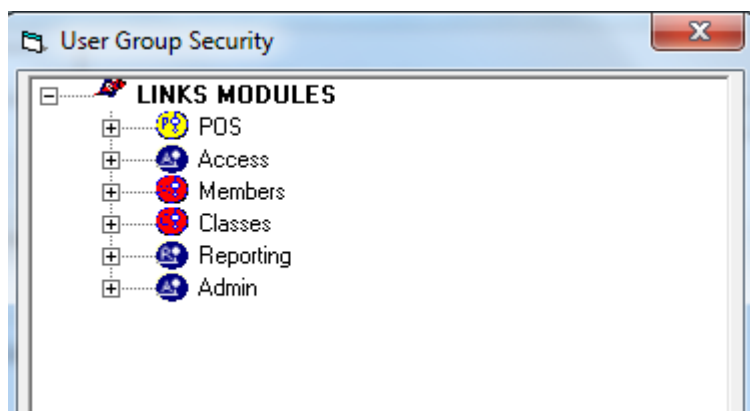 User Group Security
LINKS MODULES
POS
Access
Members
Classes
Reporting
Admin